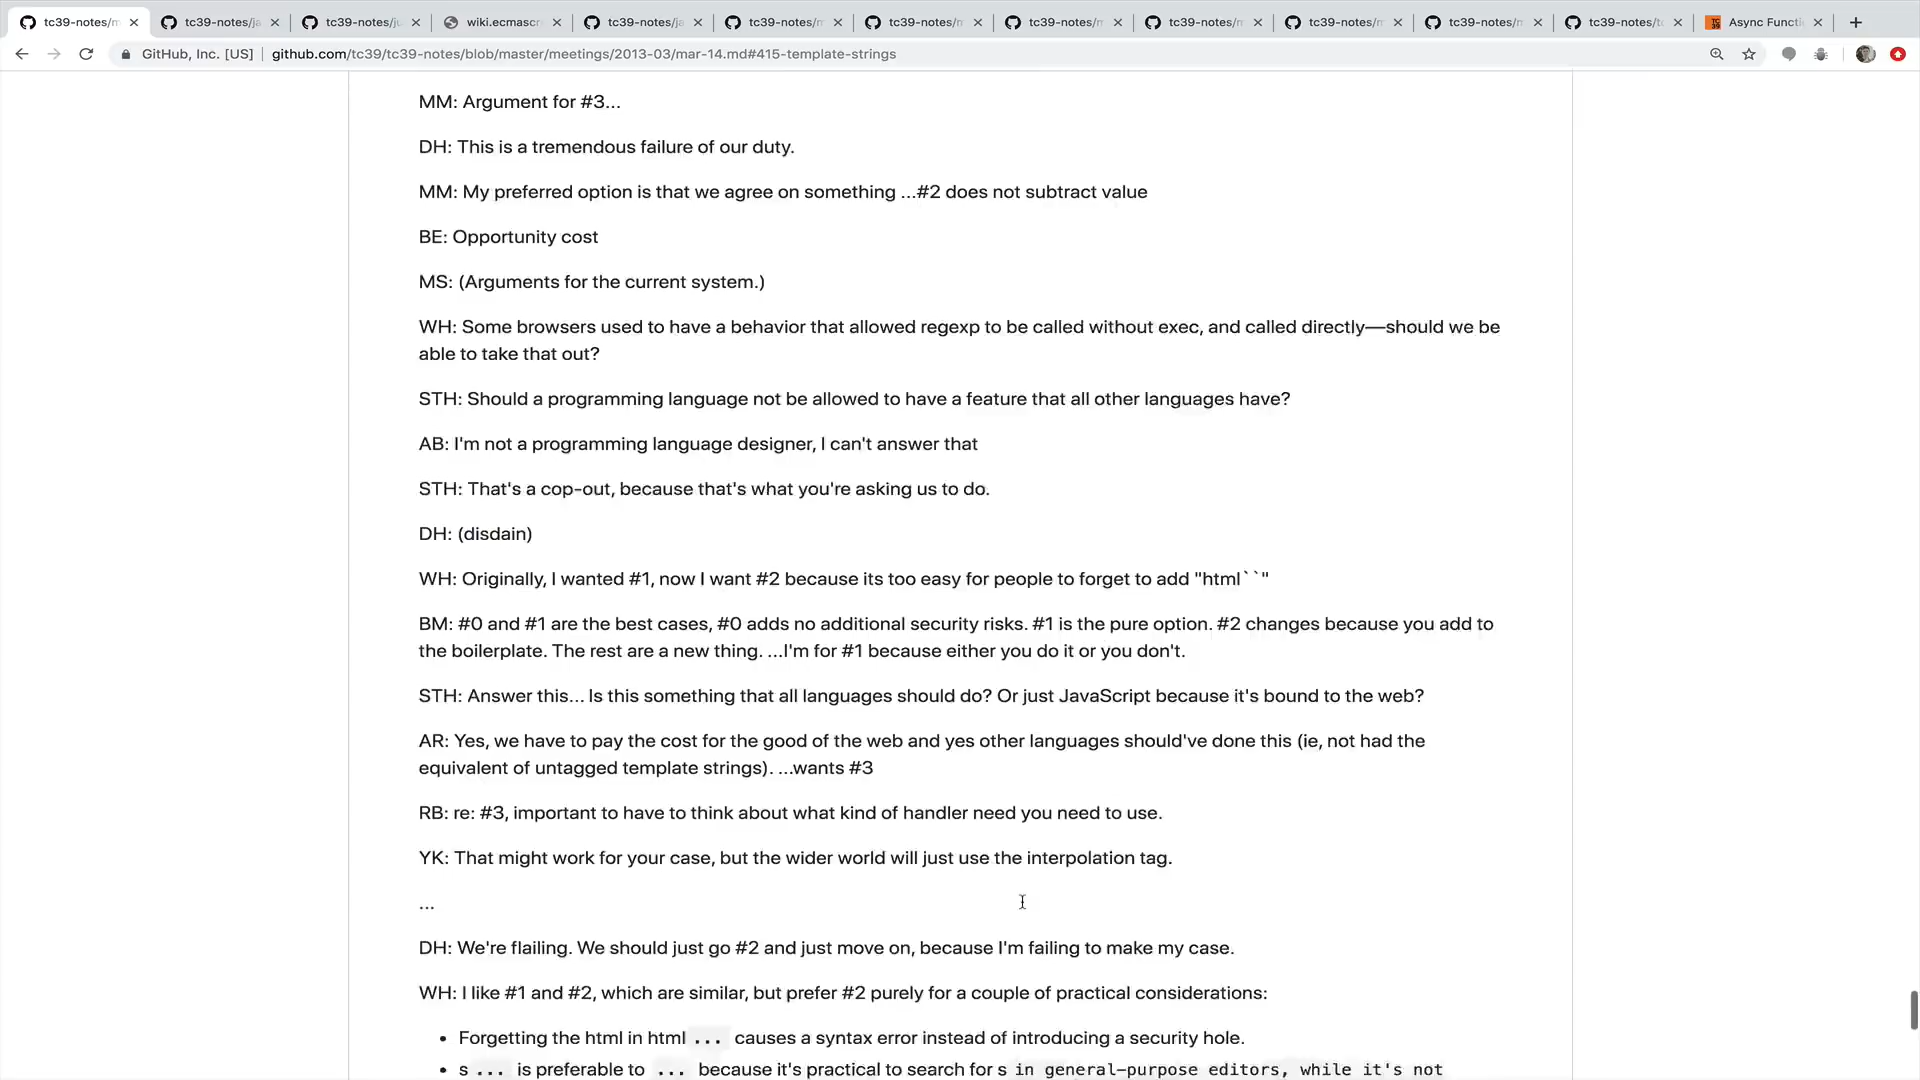 tc39-notes/m
tc39-notes/ja
tc39-notes/ju
wiki.ecmascr
tc39-notes/ja
tc39-notes/m
tc39-notes/m
tc39-notes/m
tc39-notes/m
tc39-notes/m
tc39-notes/m
tc39-notes/t
Async Functi
GitHub, Inc. [US] github.com/tc39/tc39-notes/blob/master/meetings/2013-03/mar-14.md#415-template-strings
MM: Argument for #3...
DH: This is a tremendous failure of our duty.
MM: My preferred option is that we agree on something ...#2 does not subtract value
BE: Opportunity cost
MS: (Arguments for the current system.)
WH: Some browsers used to have a behavior that allowed regexp to be called without exec, and called directly—should we be
able to take that out?
STH: Should a programming language not be allowed to have a feature that all other languages have?
AB: I'm not a programming language designer, I can't answer that
STH: That's a cop-out, because that's what you're asking us to do.
DH: (disdain)
WH: Originally, I wanted #1, now I want #2 because its too easy for people to forget to add "html``"
BM: #0 and #1 are the best cases, #0 adds no additional security risks. #1 is the pure option. #2 changes because you add to
the boilerplate. The rest are a new thing. ...I'm for #1 because either you do it or you don't.
STH: Answer this... Is this something that all languages should do? Or just JavaScript because it's bound to the web?
AR: Yes, we have to pay the cost for the good of the web and yes other languages should've done this (ie, not had the
equivalent of untagged template strings). ...wants #3
RB: re: #3, important to have to think about what kind of handler need you need to use.
YK: That might work for your case, but the wider world will just use the interpolation tag.
...
DH: We're flailing. We should just go #2 and just move on, because I'm failing to make my case.
WH: I like #1 and #2, which are similar, but prefer #2 purely for a couple of practical considerations:
• Forgetting the html in html ... causes a syntax error instead of introducing a security hole.
• s ... is preferable to ... because it's practical to search for s in general-purpose editors, while it's not